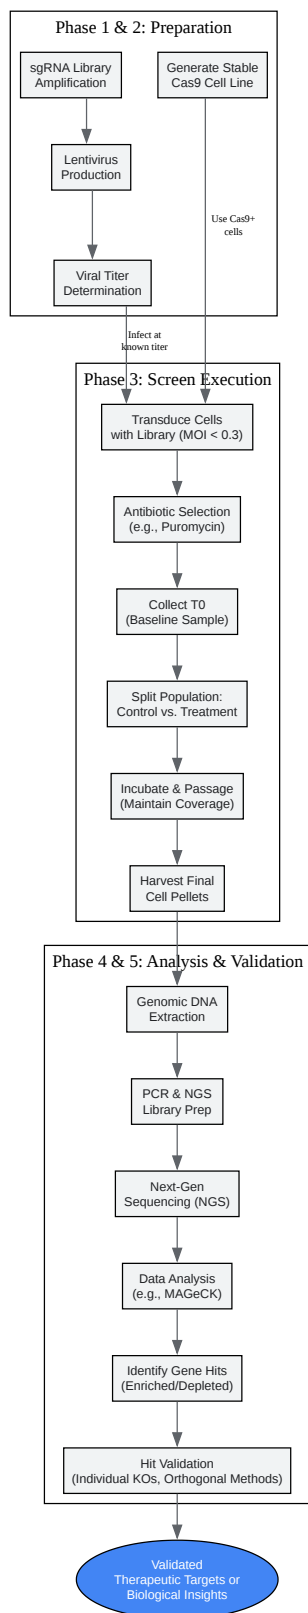 Phase 1 & 2: Preparation
sgRNA Library
Amplification
Generate Stable
Cas9 Cell Line
Lentivirus
Production
Use Cas9+
cells
Viral Titer
Determination
Infect at
known titer
Phase 3: Screen Execution
Transduce Cells
with Library (MOI < 0.3)
Antibiotic Selection
(e.g., Puromycin)
Collect T0
(Baseline Sample)
Split Population:
Control vs. Treatment
Incubate & Passage
(Maintain Coverage)
Harvest Final
Cell Pellets
Phase 4 & 5: Analysis & Validation
Genomic DNA
Extraction
PCR & NGS
Library Prep
Next-Gen
Sequencing (NGS)
Data Analysis
(e.g., MAGeCK)
Identify Gene Hits
(Enriched/Depleted)
Hit Validation
(Individual KOs, Orthogonal Methods)
Validated
Therapeutic Targets or
Biological Insights